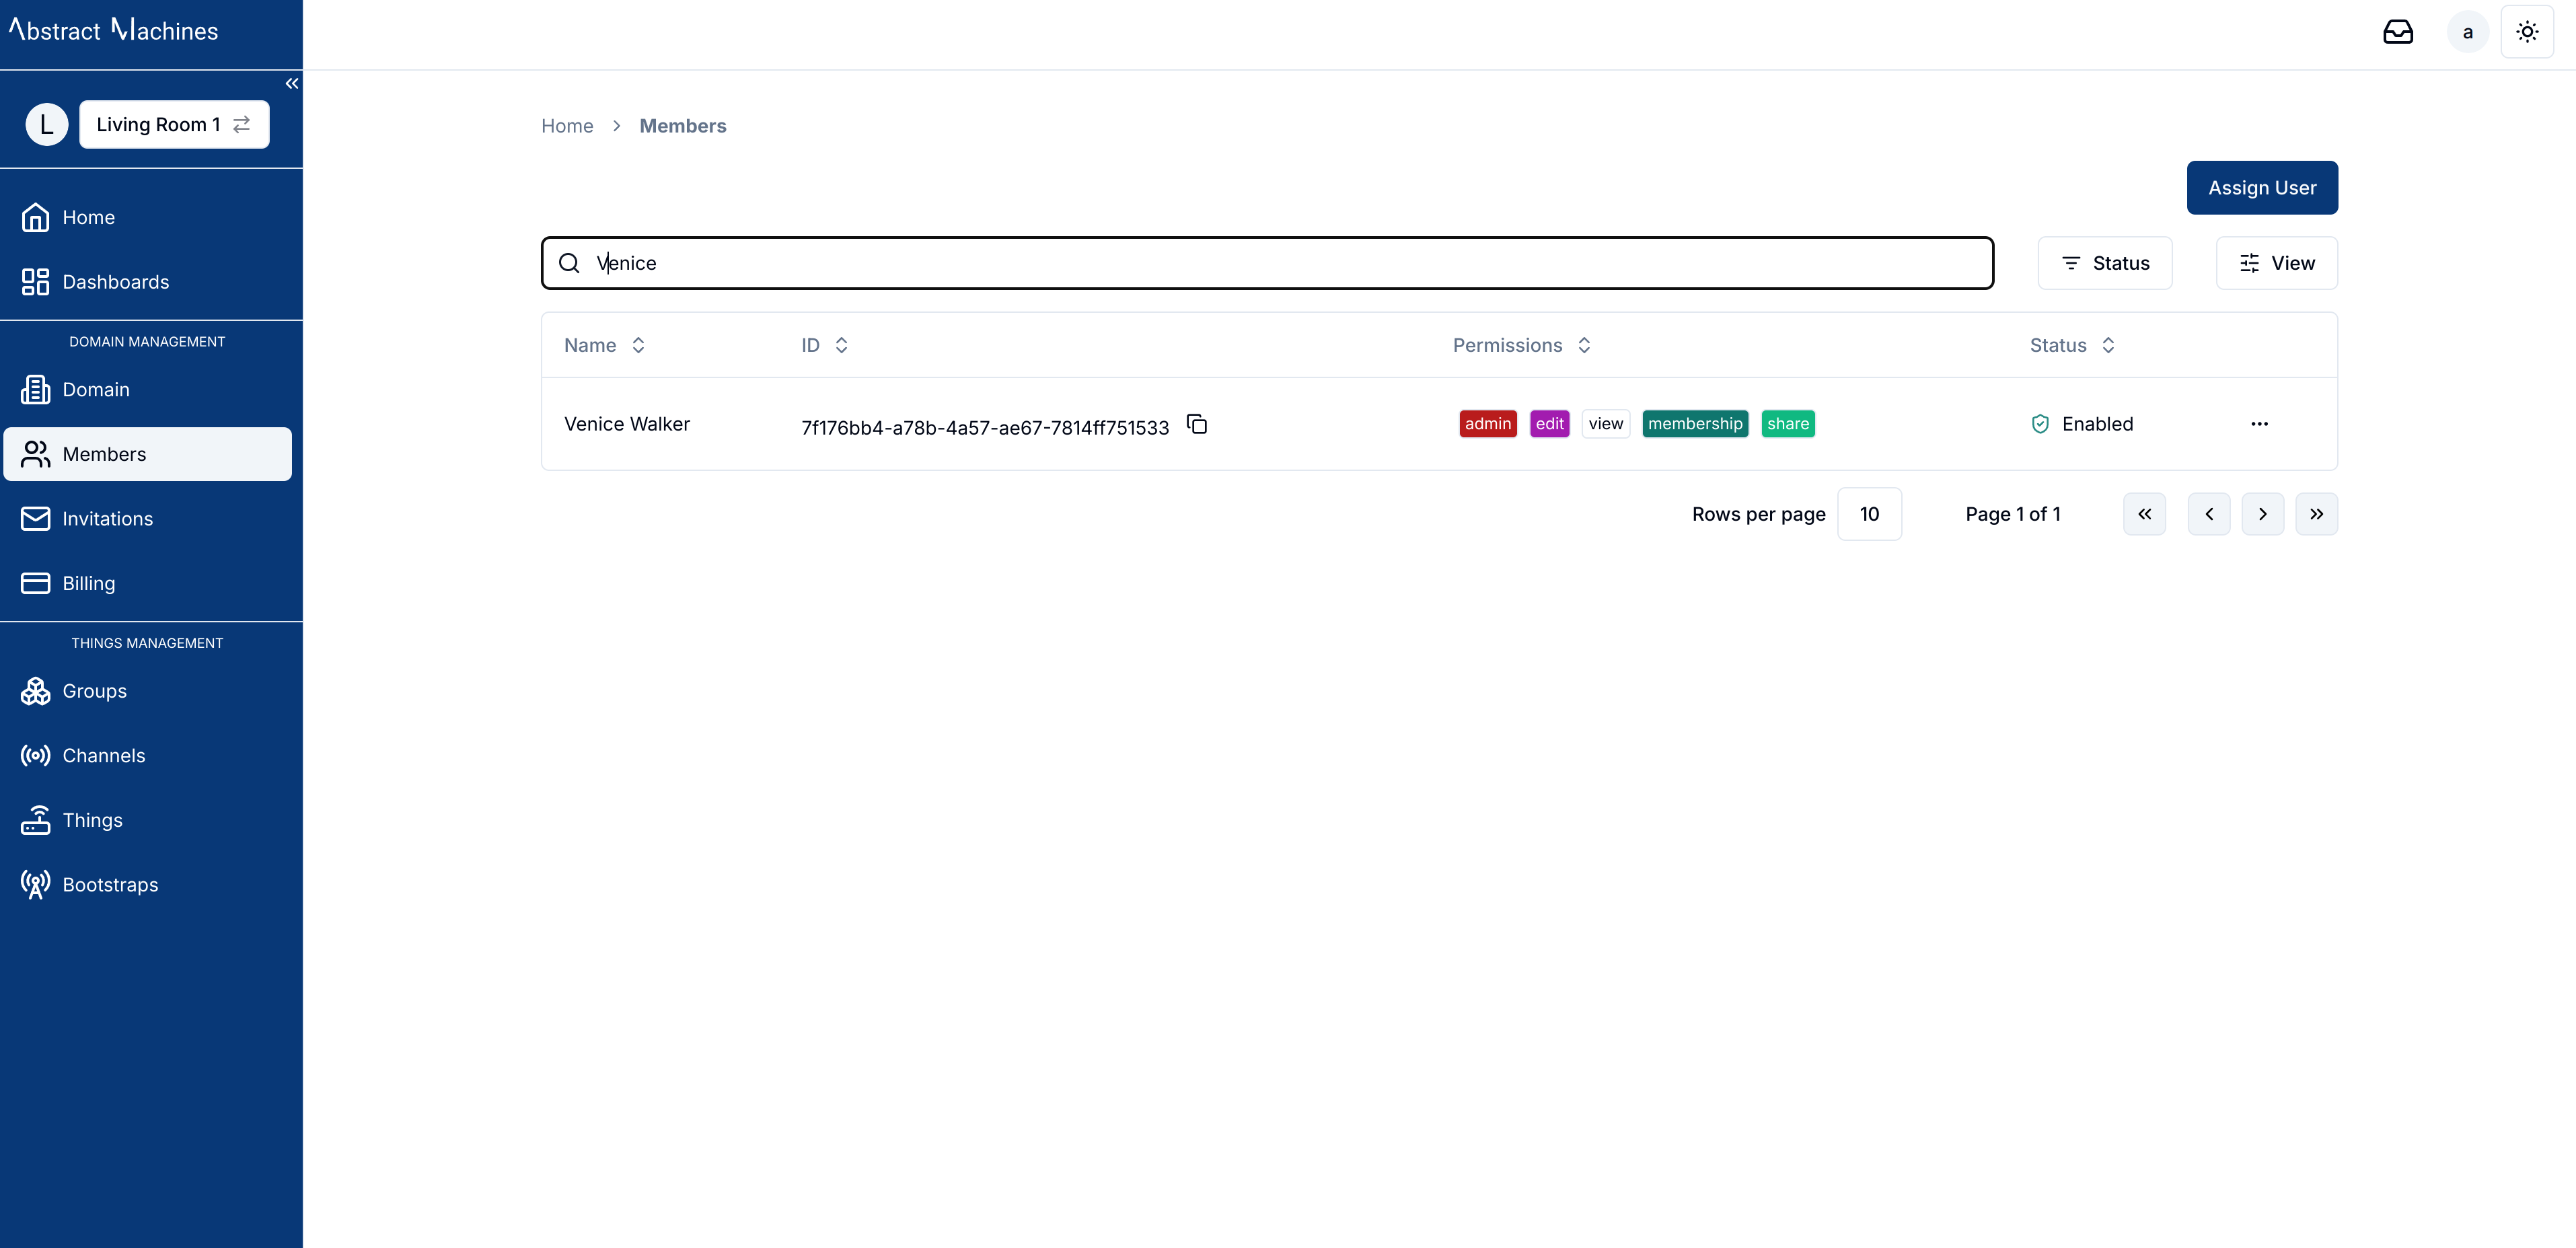 Abstract Machines
a
L
Living Room 1
Home
Dashboards
DOMAIN MANAGEMENT
Domain
Members
Invitations
Billing
THINGS MANAGEMENT
Groups
Channels
Things
Bootstraps
Home Members
Assign User
Venice
Status
View
Name ID Permissions Status
Venice Walker 7f176bb4-a78b-4a57-ae67-7814ff751533 admin edit view membership share Enabled
Rows per page 10 Page 1 of 1